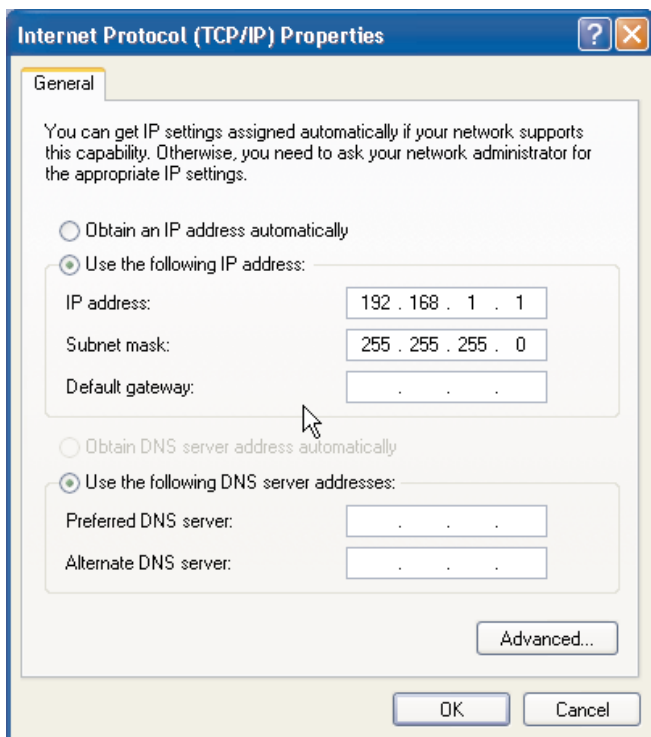 Internet Protocol (TCP/IP) Properties
General
You can get IP settings assigned automatically if your network supports
this capability. Otherwise, you need to ask your network administrator for
the appropriate IP settings.
Obtain an IP address automatically
Use the following IP address:
IP address: 192 . 168 . 1 . 1
Subnet mask: 255 . 255 . 255 . 0
Default gateway: . . .
Obtain DNS server address automatically
Use the following DNS server addresses:
Preferred DNS server: . . .
Alternate DNS server: . . .
Advanced...
OK Cancel